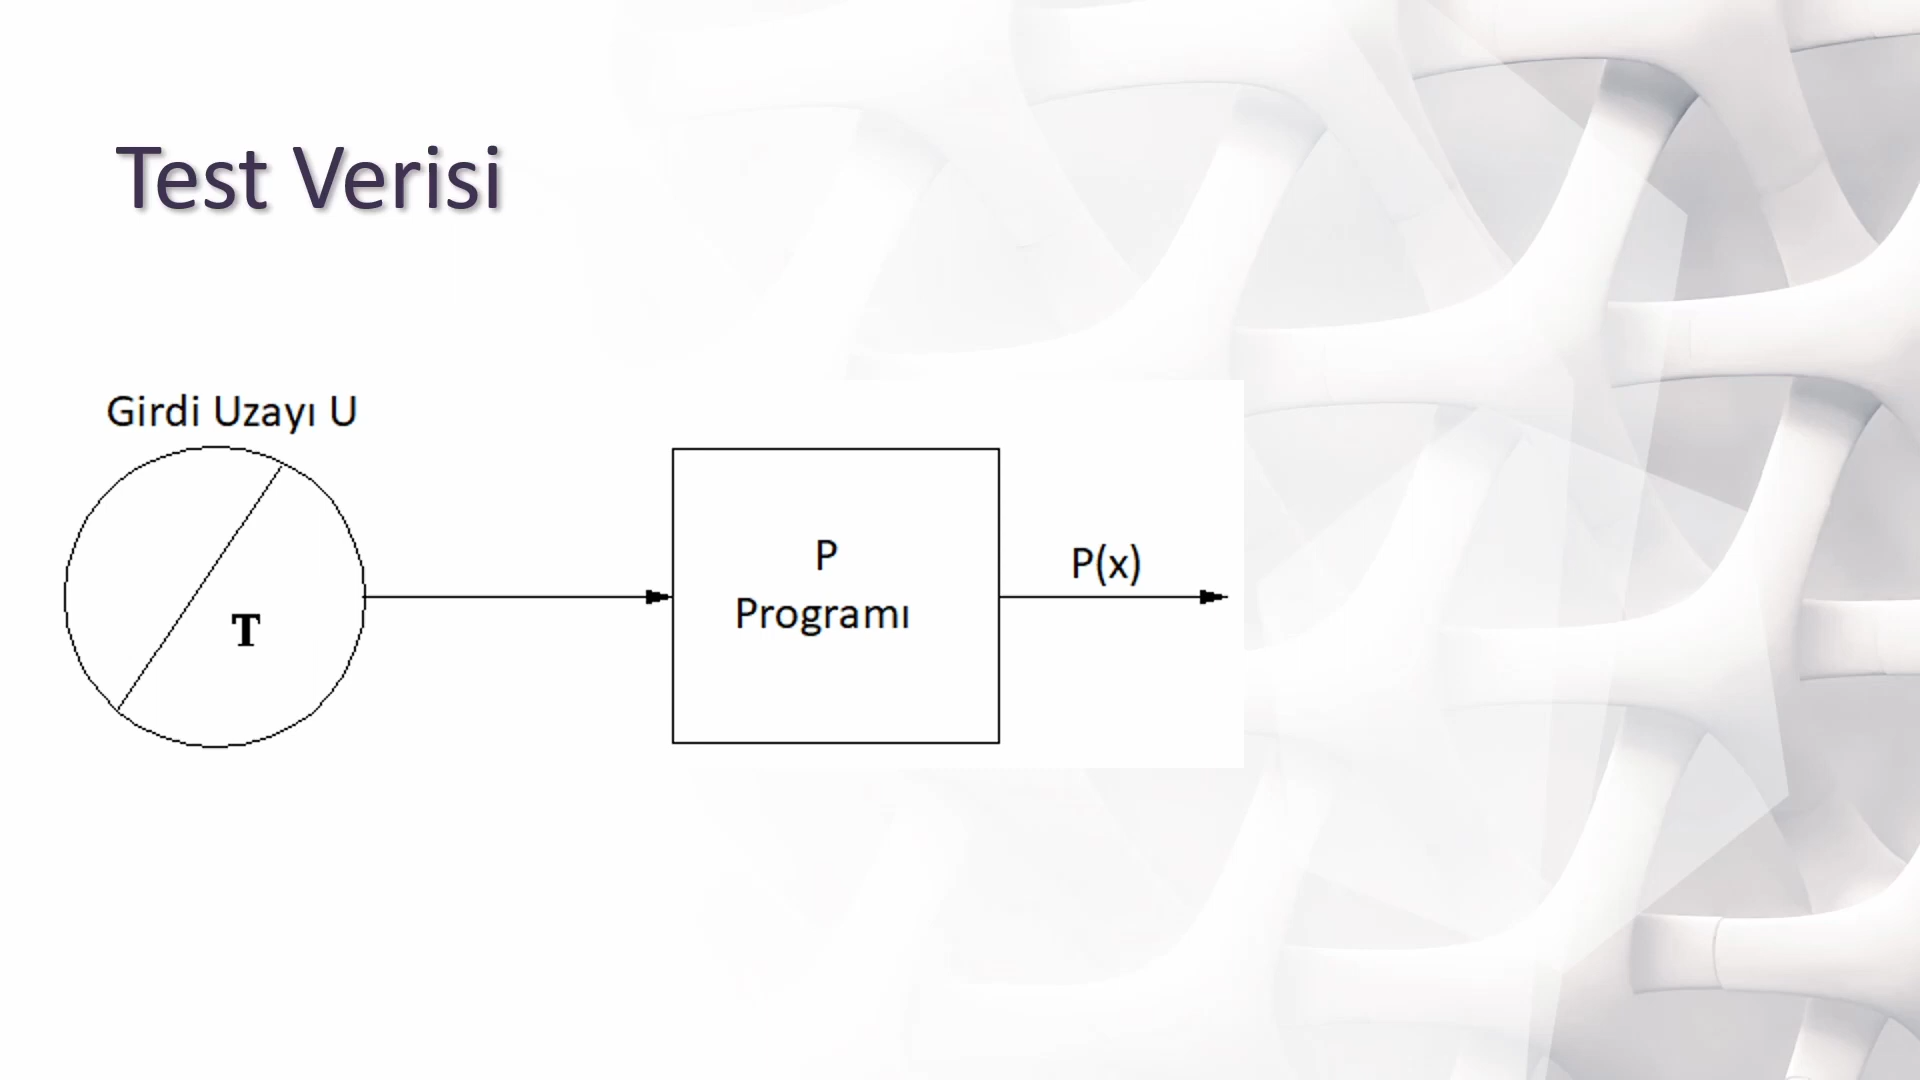 Test Verisi
Girdi Uzayı U
T
P
Programı
P(x)